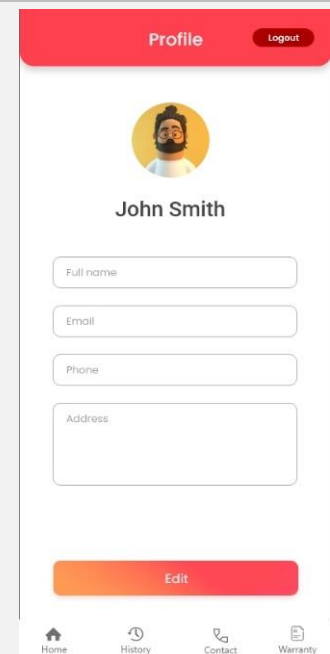 Profile
Logout
John Smith
Full name
Email
Phone
Address
Edit
Home
History
Contact
Warranty